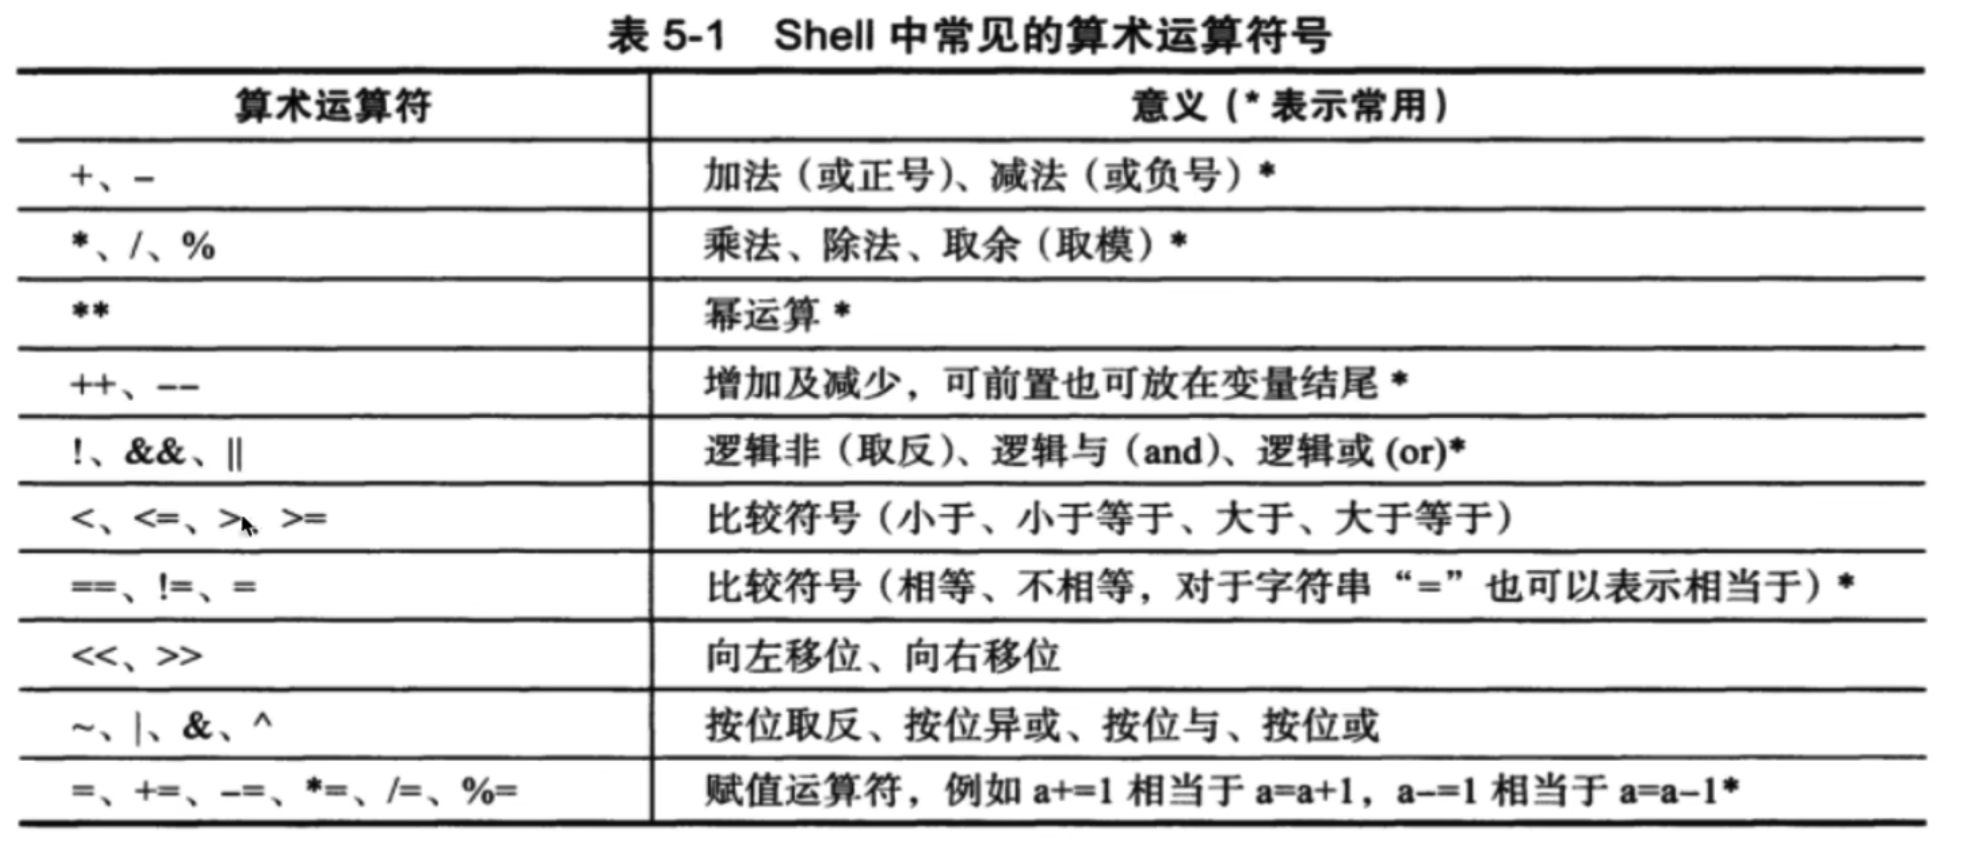 表 5-1 Shell 中常见的算术运算符号
算术运算符 意义（* 表示常用）
+、– 加法（或正号）、减法（或负号）*
*、/、% 乘法、除法、取余（取模）*
** 幂运算 *
++、-- 增加及减少，可前置也可放在变量结尾 *
!、&&、|| 逻辑非（取反）、逻辑与（and）、逻辑或 (or)*
<、<=、>、>= 比较符号（小于、小于等于、大于、大于等于）
==、!=、= 比较符号（相等、不相等，对于字符串“=”也可以表示相当于）*
<<、>> 向左移位、向右移位
~、|、&、^ 按位取反、按位异或、按位与、按位或
=、+=、–=、*=、/=、%= 赋值运算符，例如 a+=1 相当于 a=a+1，a–=1 相当于 a=a–1*